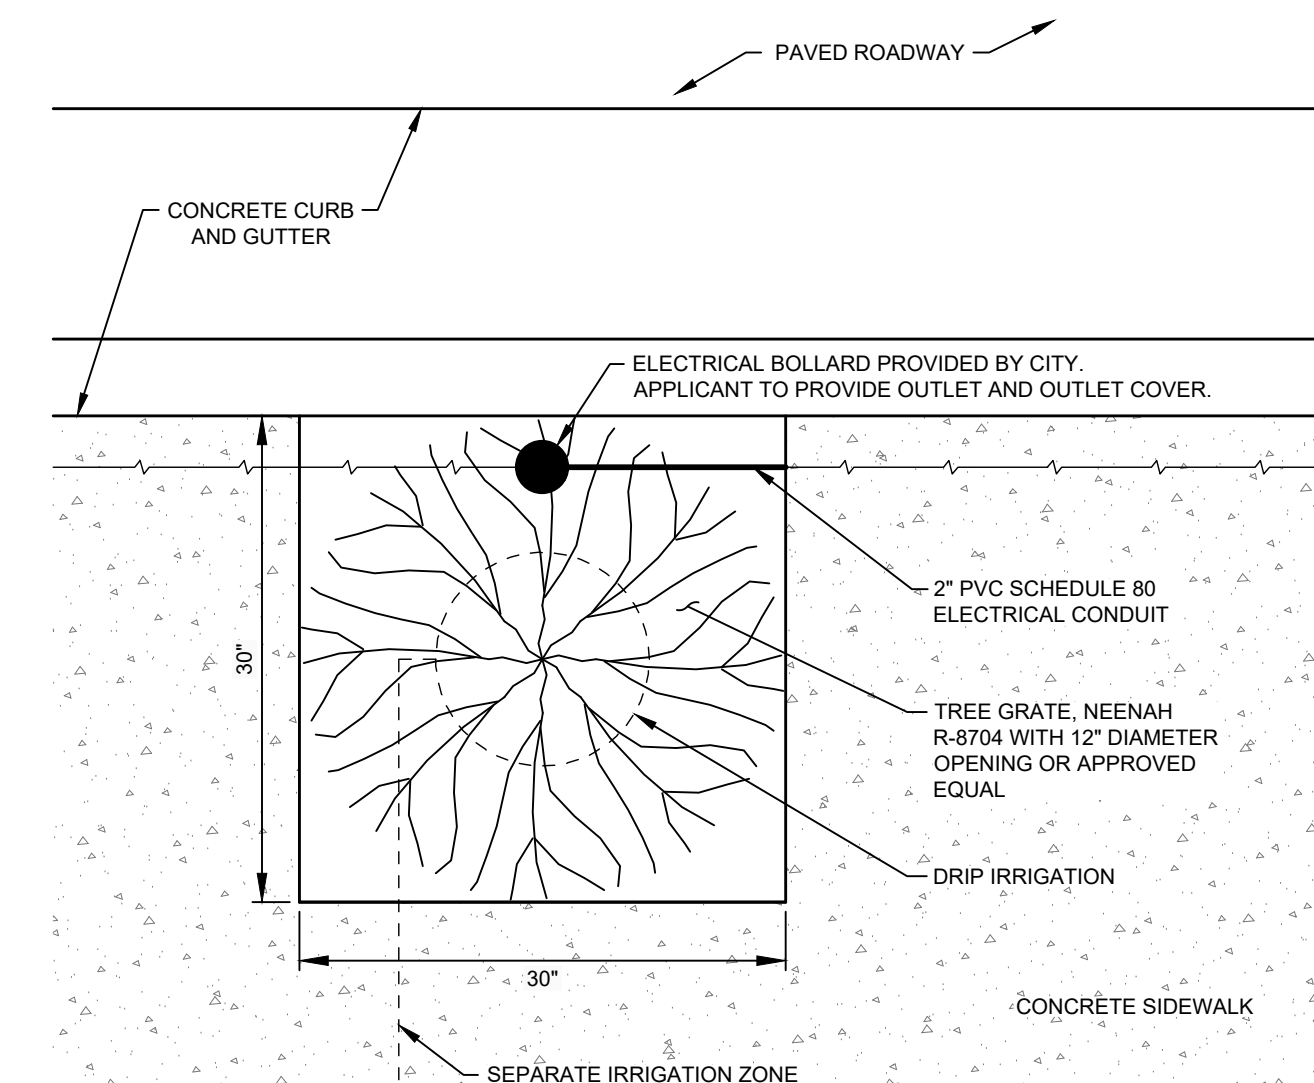 PAVED ROADWAY
CONCRETE CURB
AND GUTTER
ELECTRICAL BOLLARD PROVIDED BY CITY.
APPLICANT TO PROVIDE OUTLET AND OUTLET COVER.
2" PVC SCHEDULE 80
ELECTRICAL CONDUIT
30"
TREE GRATE, NEENAH
R-8704 WITH 12" DIAMETER
OPENING OR APPROVED
EQUAL
DRIP IRRIGATION
30"
CONCRETE SIDEWALK
SEPARATE IRRIGATION ZONE